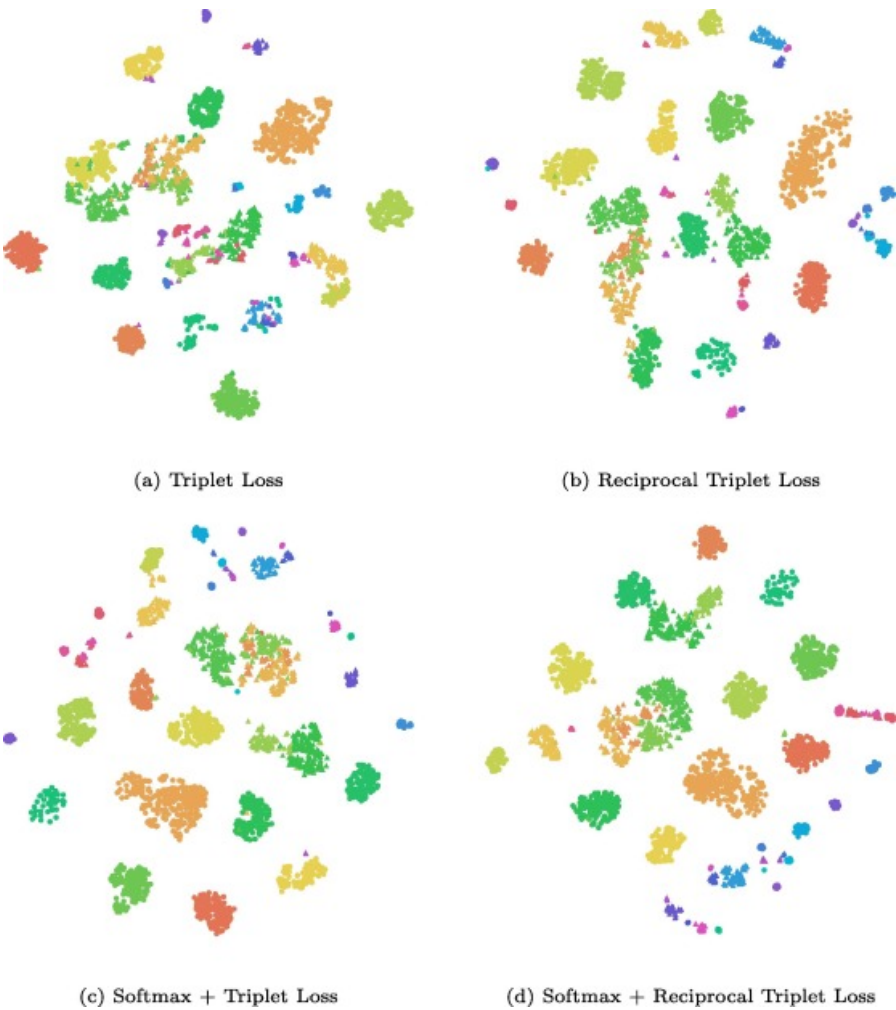 (a) Triplet Loss
(b) Reciprocal Triplet Loss
(c) Softmax + Triplet Loss
(d) Softmax + Reciprocal Triplet Loss